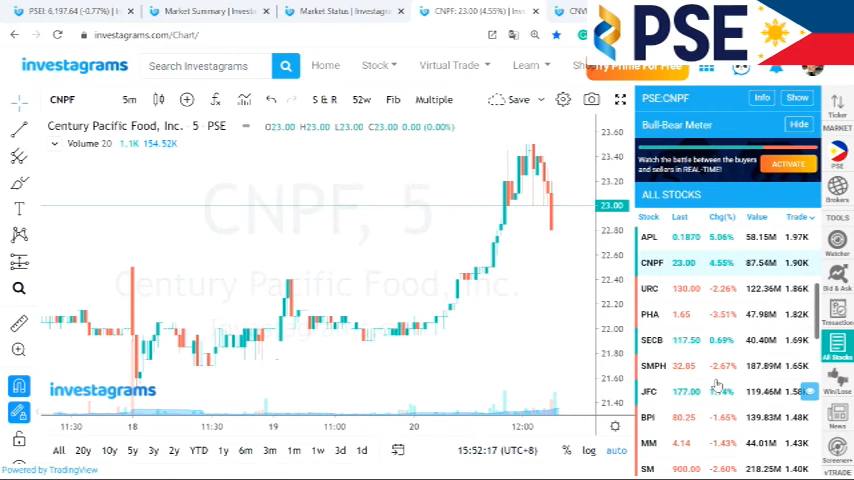 PSEI: 6,197.64 (-0.77%) | Inves
Market Summary | Investa
Market Status | Investagra
CNPF: 23.00 (4.55%) | Inv
CNV
investagrams.com/Chart/
PSE
investagrams
Search Investagrams
Home
Stock
Virtual Trade
Learn
Try Prime For Free
CNPF
5m
S & R
52w
Fib
Multiple
Save
Century Pacific Food, Inc. 5 PSE
O23.00 H23.00 L23.00 C23.00 0.00 (0.00%)
Volume 20 1.1K 154.52K
CNPF, 5
Century Pacific Food, Inc.
investagrams
23.60
23.40
23.20
23.00
22.80
22.60
22.40
22.20
22.00
21.80
21.60
21.40
11:30
18
11:30
19
11:30
20
12:00
All
20y
10y
5y
3y
2y
YTD
1y
6m
3m
1m
1w
3d
1d
15:52:17 (UTC+8)
%
log
auto
Powered by TradingView
PSE:CNPF
Info
Show
Bull-Bear Meter
Hide
Watch the battle between the buyers
and sellers in REAL-TIME!
ACTIVATE
ALL STOCKS
Stock Last Chg(%) Value Trade
APL 0.1870 5.06% 58.15M 1.97K
CNPF 23.00 4.55% 87.54M 1.90K
URC 130.00 -2.26% 122.36M 1.86K
PHA 1.65 -3.51% 47.98M 1.82K
SECB 117.50 0.69% 40.40M 1.69K
SMPH 32.85 -2.67% 187.89M 1.65K
JFC 177.00 119.46M 1.58K
BPI 80.25 -1.65% 139.83M 1.48K
MM 4.14 -1.43% 44.01M 1.43K
SM 900.00 -2.60% 218.25M 1.40K
Ticker
MARKET
PSE
Brokers
TOOLS
Watcher
Bid & Ask
Transaction
All Stocks
Win/Lose
News
Screener+
vTRADE